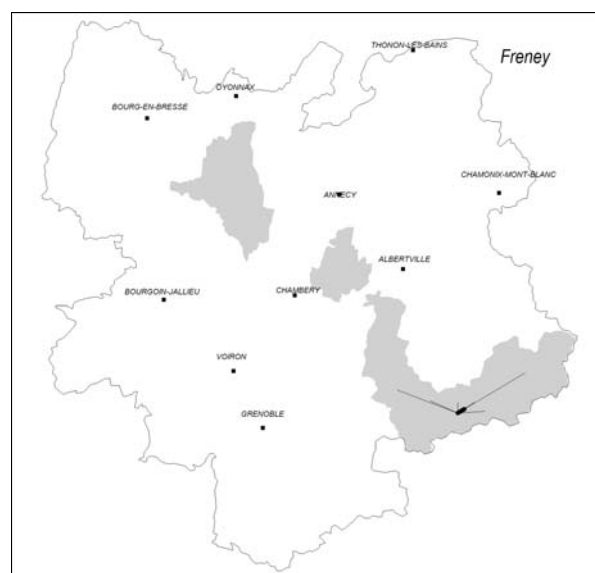 THONON-LES-BAINS
Freney
OYONNAX
BOURG-EN-BRESSE
CHAMONIX-MONT-BLANC
ANNECY
ALBERTVILLE
CHAMBERY
BOURGOIN-JALLIEU
VOIRON
GRENOBLE